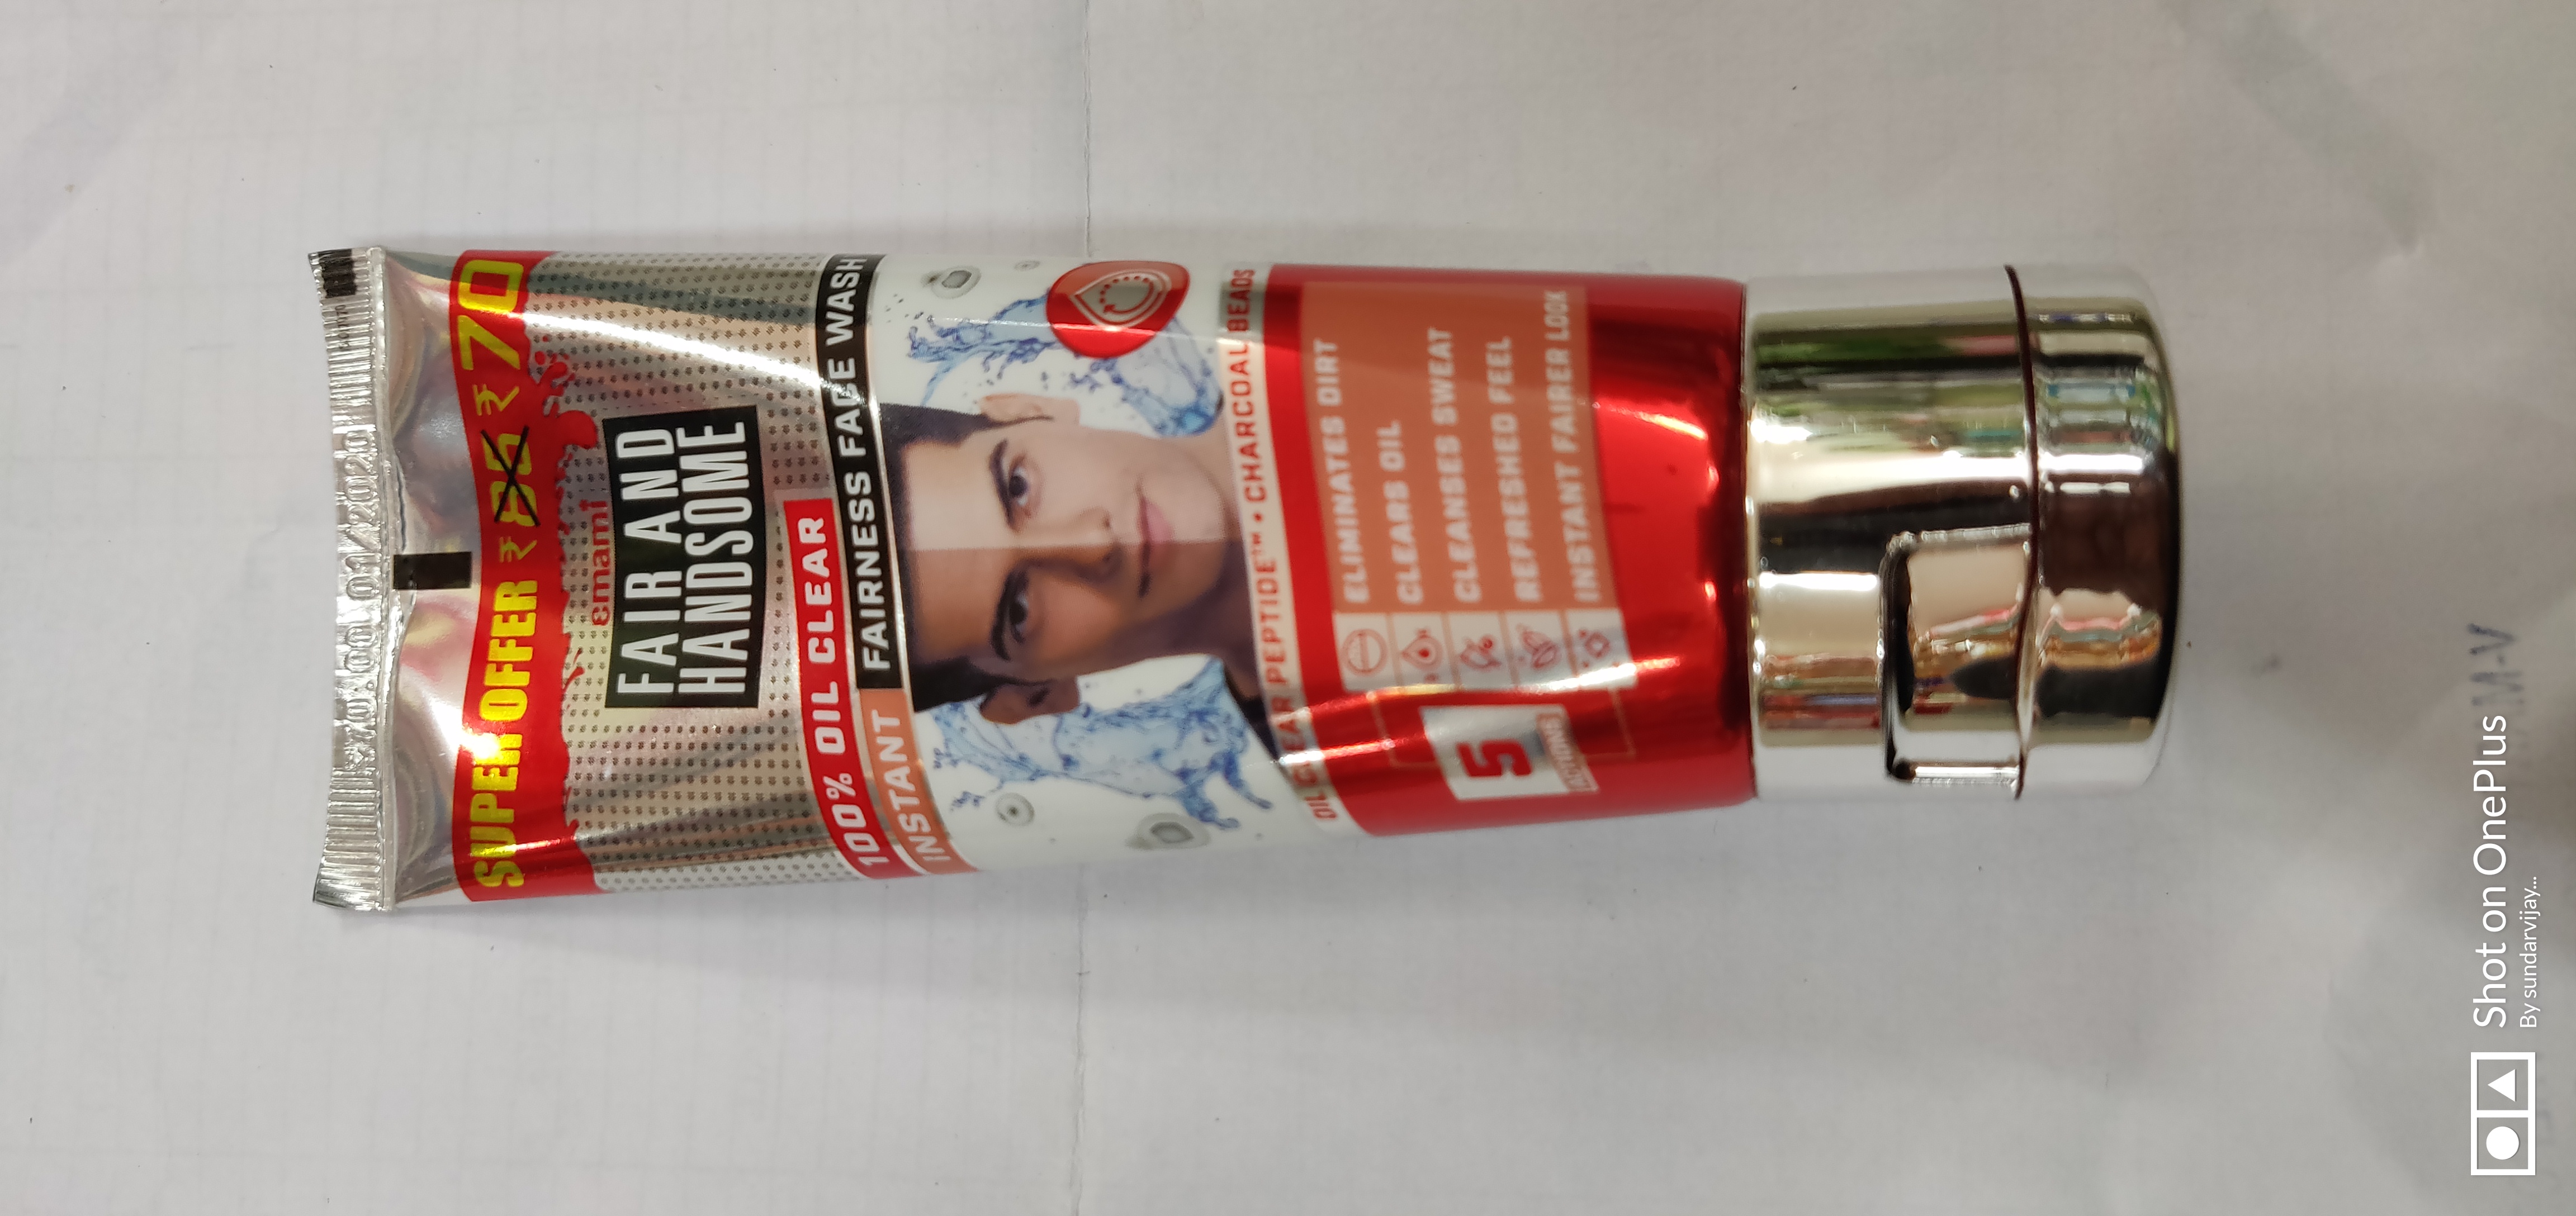 70.00 01/2020
SUPER OFFER ₹85 ₹70
emami
FAIR AND
HANDSOME
100% OIL CLEAR
INSTANT FAIRNESS FACE WASH
OIL CLEAR PEPTIDE™ • CHARCOAL BEADS
5
ACTIONS
ELIMINATES DIRT
CLEARS OIL
CLEANSES SWEAT
REFRESHED FEEL
INSTANT FAIRER LOOK
Shot on OnePlus
By sundarvijay...